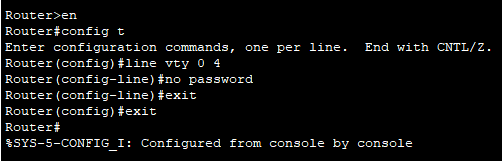 Router>en
Router#config t
Enter configuration commands, one per line.  End with CNTL/Z.
Router(config)#line vty 0 4
Router(config-line)#no password
Router(config-line)#exit
Router(config)#exit
Router#
%SYS-5-CONFIG_I: Configured from console by console